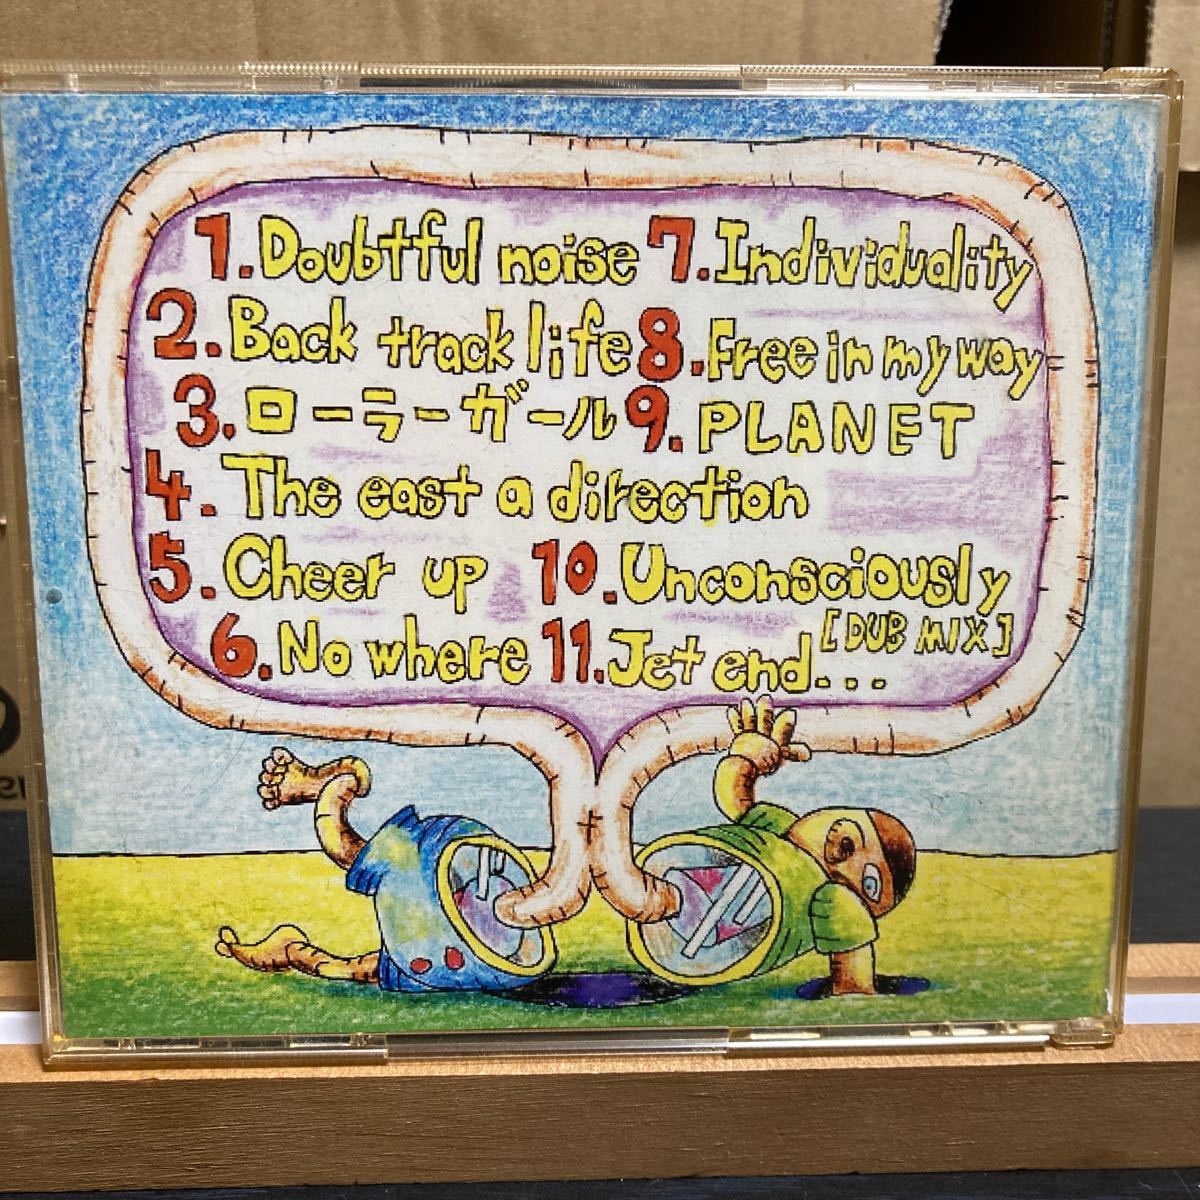 1. Doubtful noise
2. Back track life
3. ローラーガール
4. The east a direction
5. Cheer up
6. No where
7. Individuality
8. Free in my way
9. PLANET
10. Unconsciously
[DUB MIX]
11. Jet end...